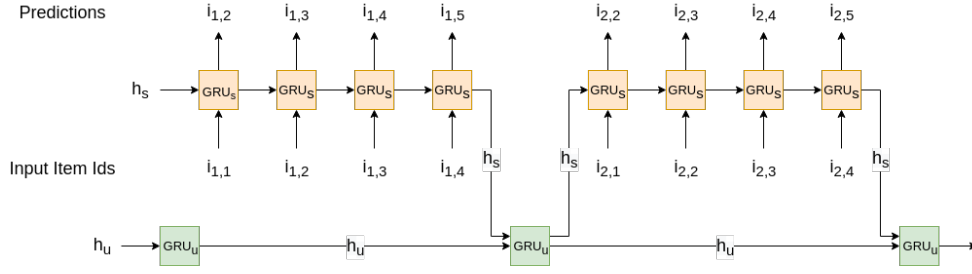 Predictions i1,2 i1,3 i1,4 i1,5 i2,2 i2,3 i2,4 i2,5
hs GRUs GRUs GRUs GRUs GRUs GRUs GRUs GRUs
hs hs hs
Input Item Ids i1,1 i1,2 i1,3 i1,4 i2,1 i2,2 i2,3 i2,4
hu GRUu hu GRUu hu GRUu